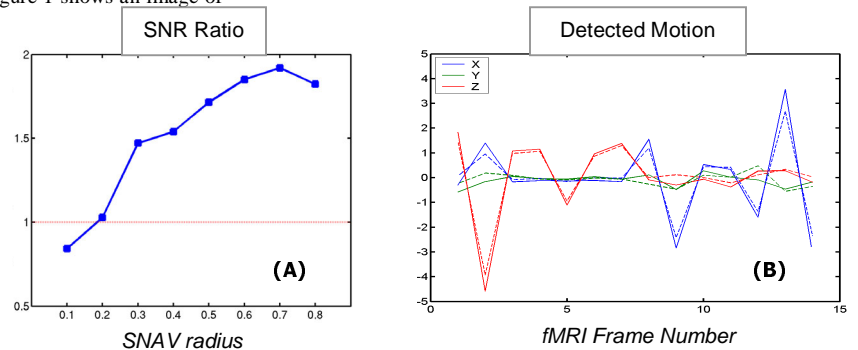 SNR Ratio
2
1.5
1
0.5
0.1 0.2 0.3 0.4 0.5 0.6 0.7 0.8
(A)
SNAV radius
Detected Motion
X
Y
Z
5
4
3
2
1
0
-1
-2
-3
-4
-5
0 5 10 15
(B)
fMRI Frame Number